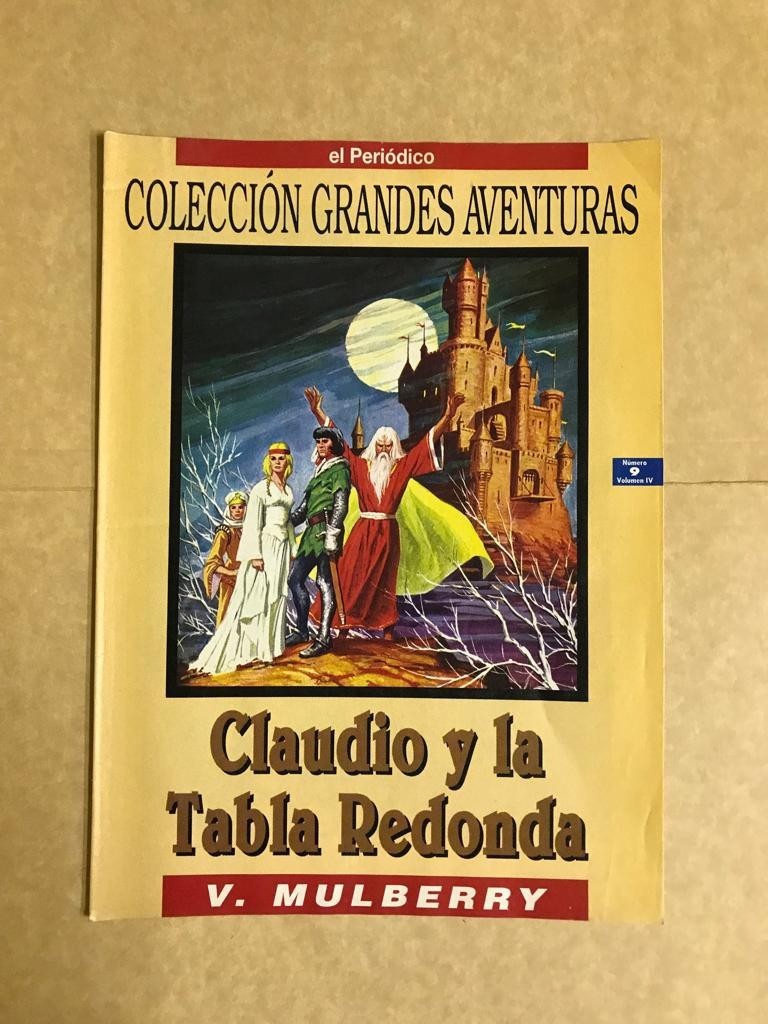 el Periódico
COLECCIÓN GRANDES AVENTURAS
Número
9
Volumen IV
Claudio y la
Tabla Redonda
V. MULBERRY